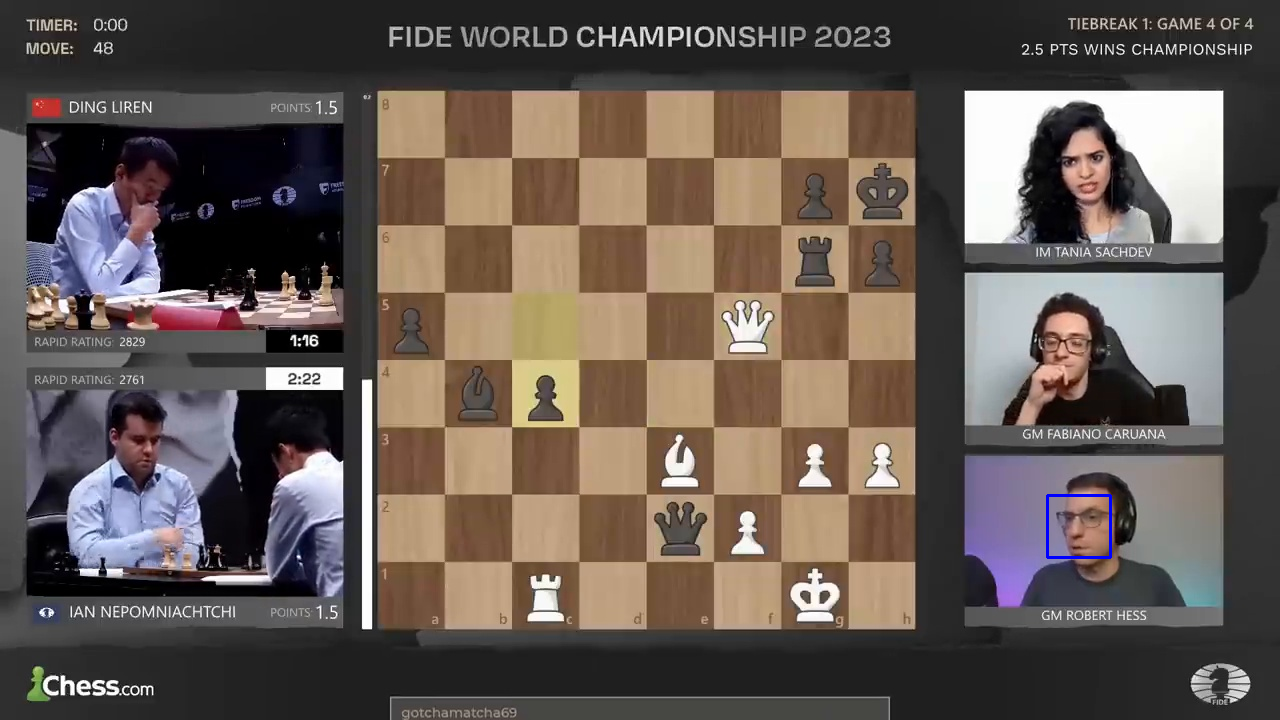 TIMER: 0:00
MOVE: 48
FIDE WORLD CHAMPIONSHIP 2023
TIEBREAK 1: GAME 4 OF 4
2.5 PTS WINS CHAMPIONSHIP
DING LIREN POINTS: 1.5
RAPID RATING: 2829 1:16
RAPID RATING: 2761 2:22
IAN NEPOMNIACHTCHI POINTS: 1.5
8
7
6
5
4
3
2
1
a b c d e f g h
IM TANIA SACHDEV
GM FABIANO CARUANA
GM ROBERT HESS
Chess.com
FIDE
gotchamatcha69